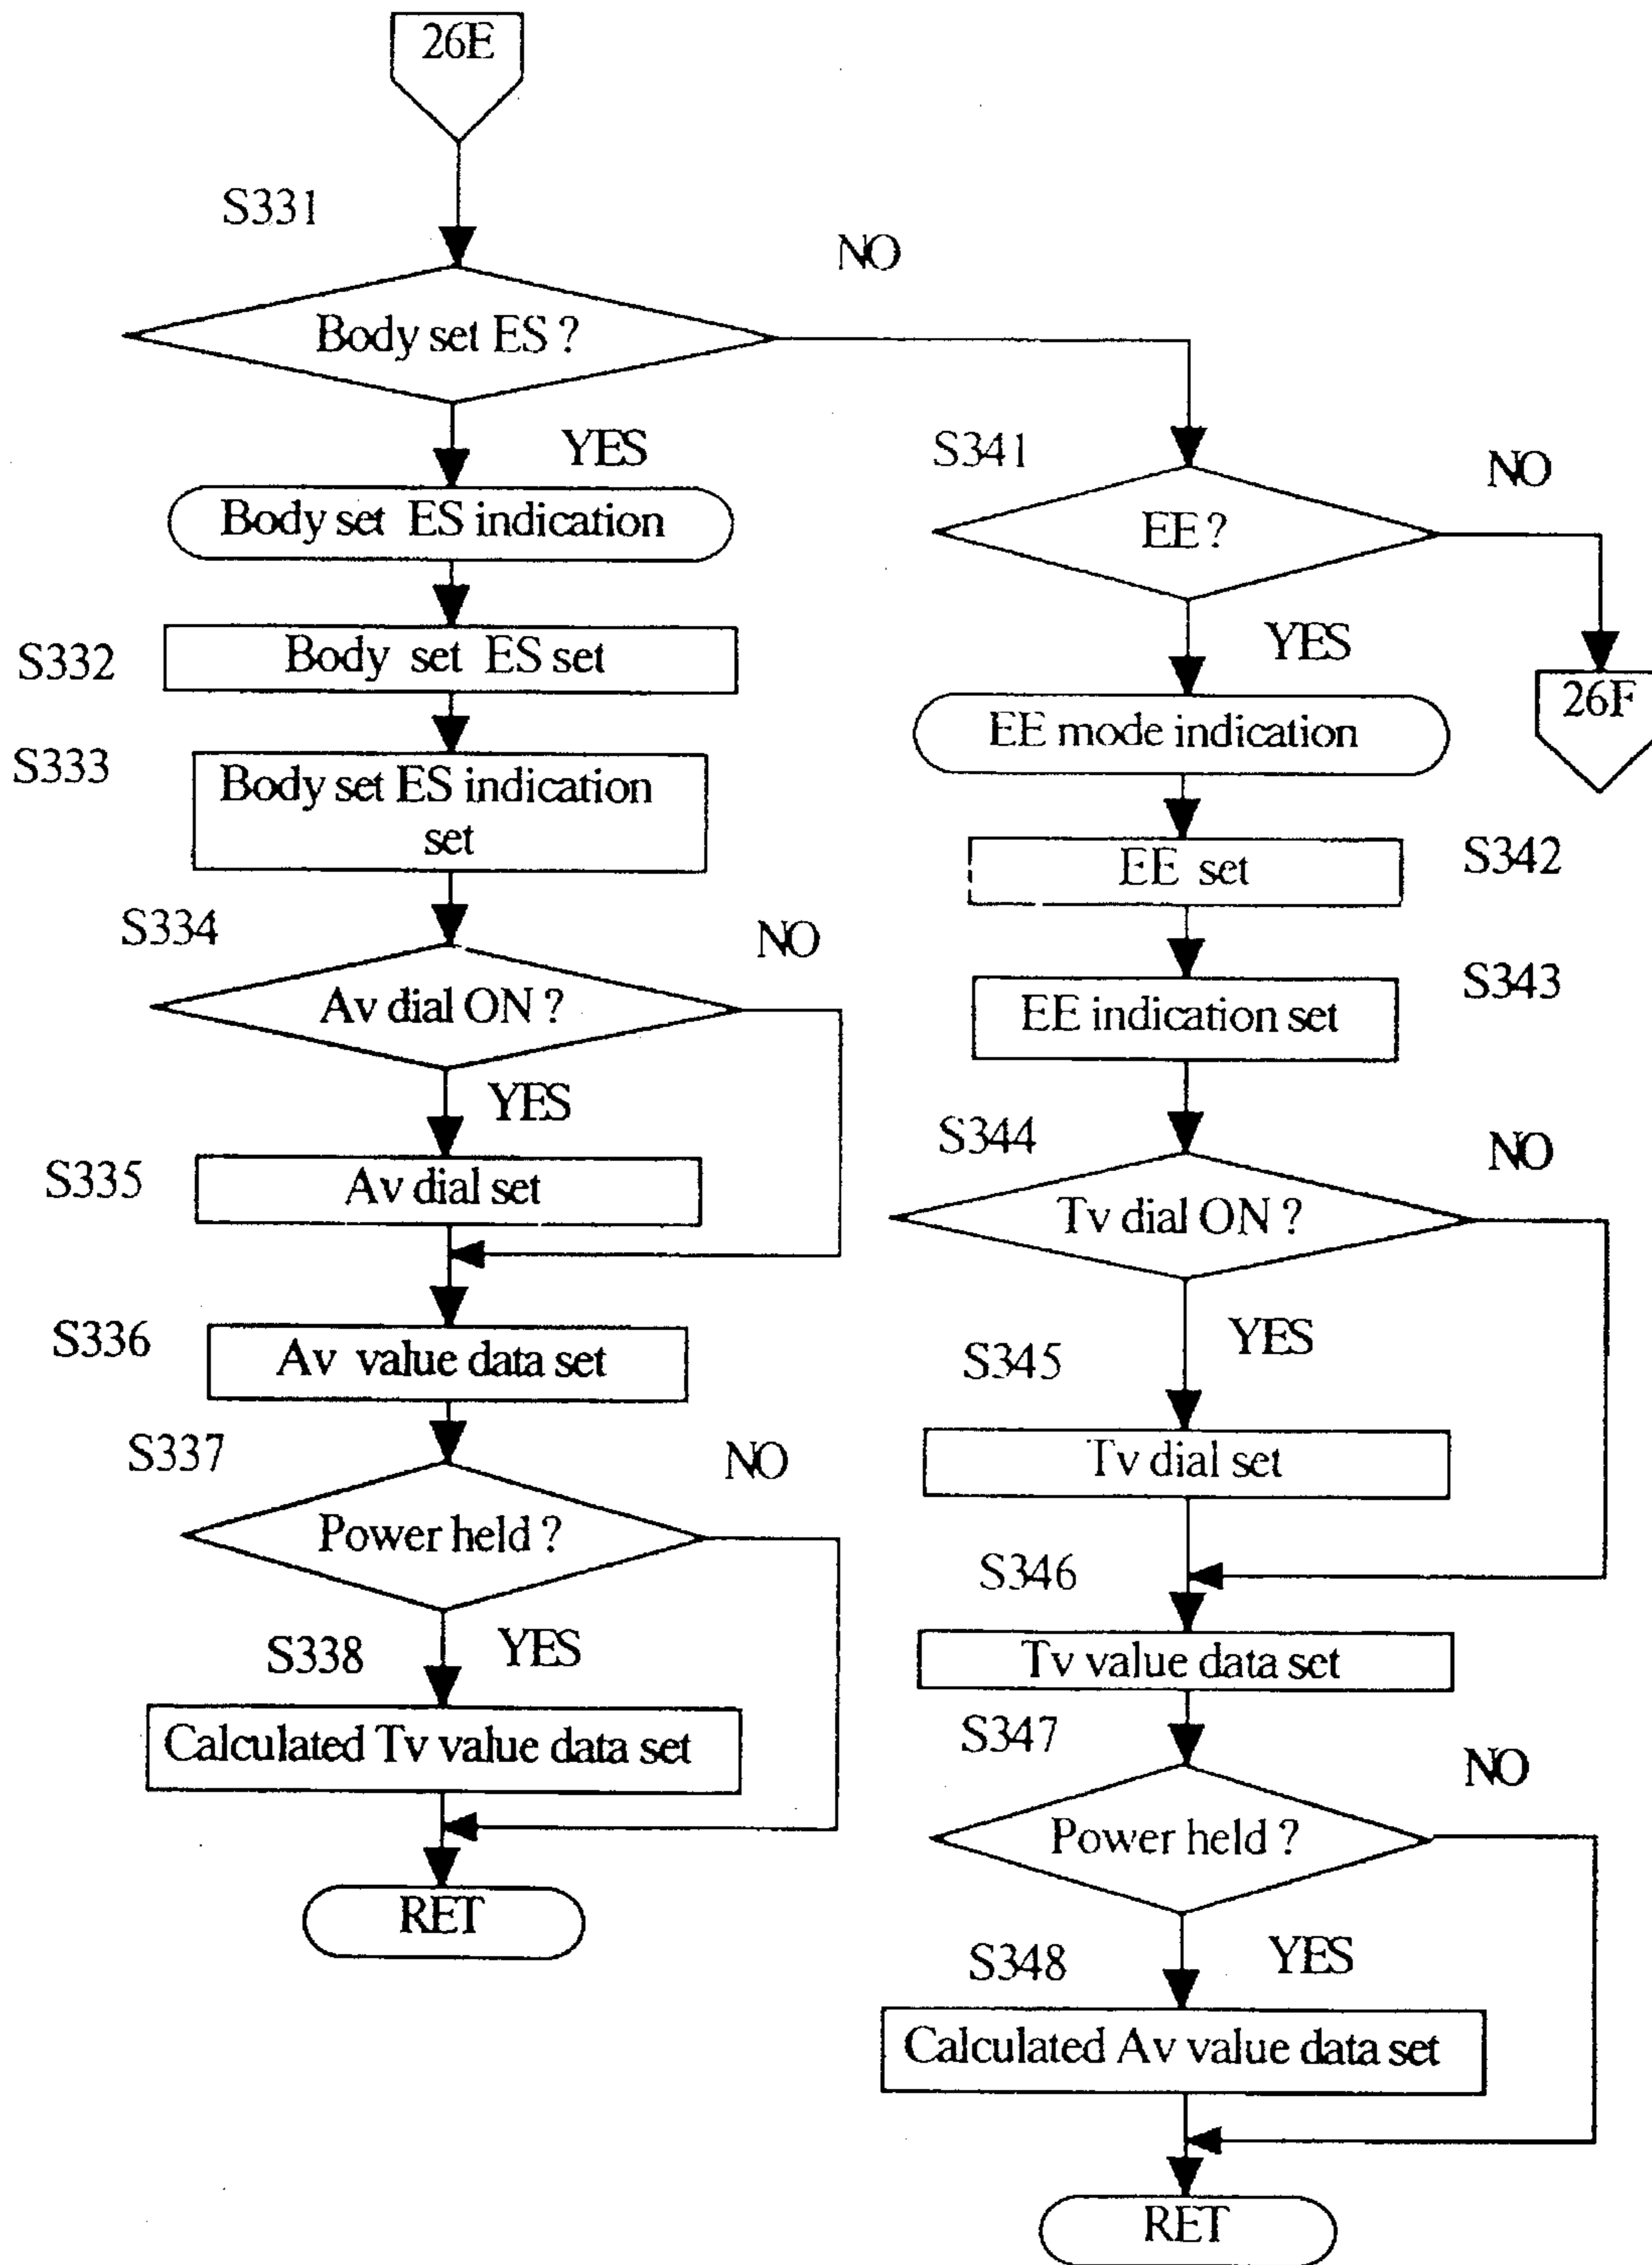 26E
S331
NO
Body set ES ?
YES
Body set ES indication
S332
Body set ES set
S333
Body set ES indication
set
S334
NO
Av dial ON ?
YES
S335
Av dial set
S336
Av value data set
S337
NO
Power held ?
S338
YES
Calculated Tv value data set
RET
S341
NO
EE ?
YES
26F
EE mode indication
EE set
S342
EE indication set
S343
S344
NO
Tv dial ON ?
YES
S345
Tv dial set
S346
Tv value data set
S347
NO
Power held ?
S348
YES
Calculated Av value data set
RET